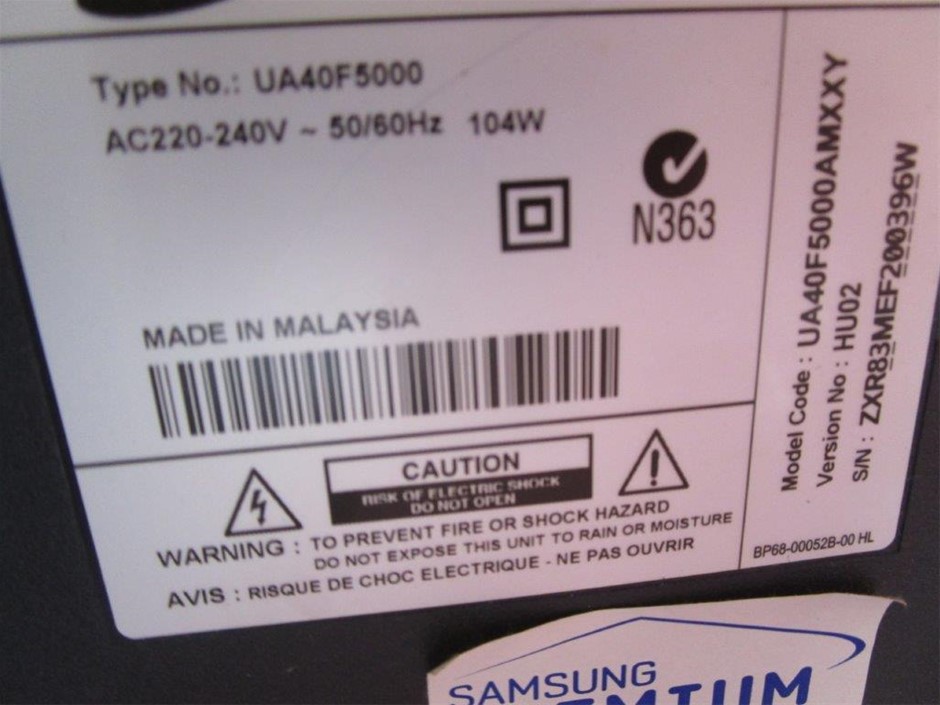 Type No.: UA40F5000
AC220-240V ~ 50/60Hz 104W
N363
MADE IN MALAYSIA
CAUTION
RISK OF ELECTRIC SHOCK
DO NOT OPEN
WARNING : TO PREVENT FIRE OR SHOCK HAZARD
DO NOT EXPOSE THIS UNIT TO RAIN OR MOISTURE
AVIS : RISQUE DE CHOC ELECTRIQUE - NE PAS OUVRIR
Model Code : UA40F5000AMXXY
Version No : HU02
S/N : ZXR83MEF200396W
BP68-00052B-00 HL
SAMSUNG